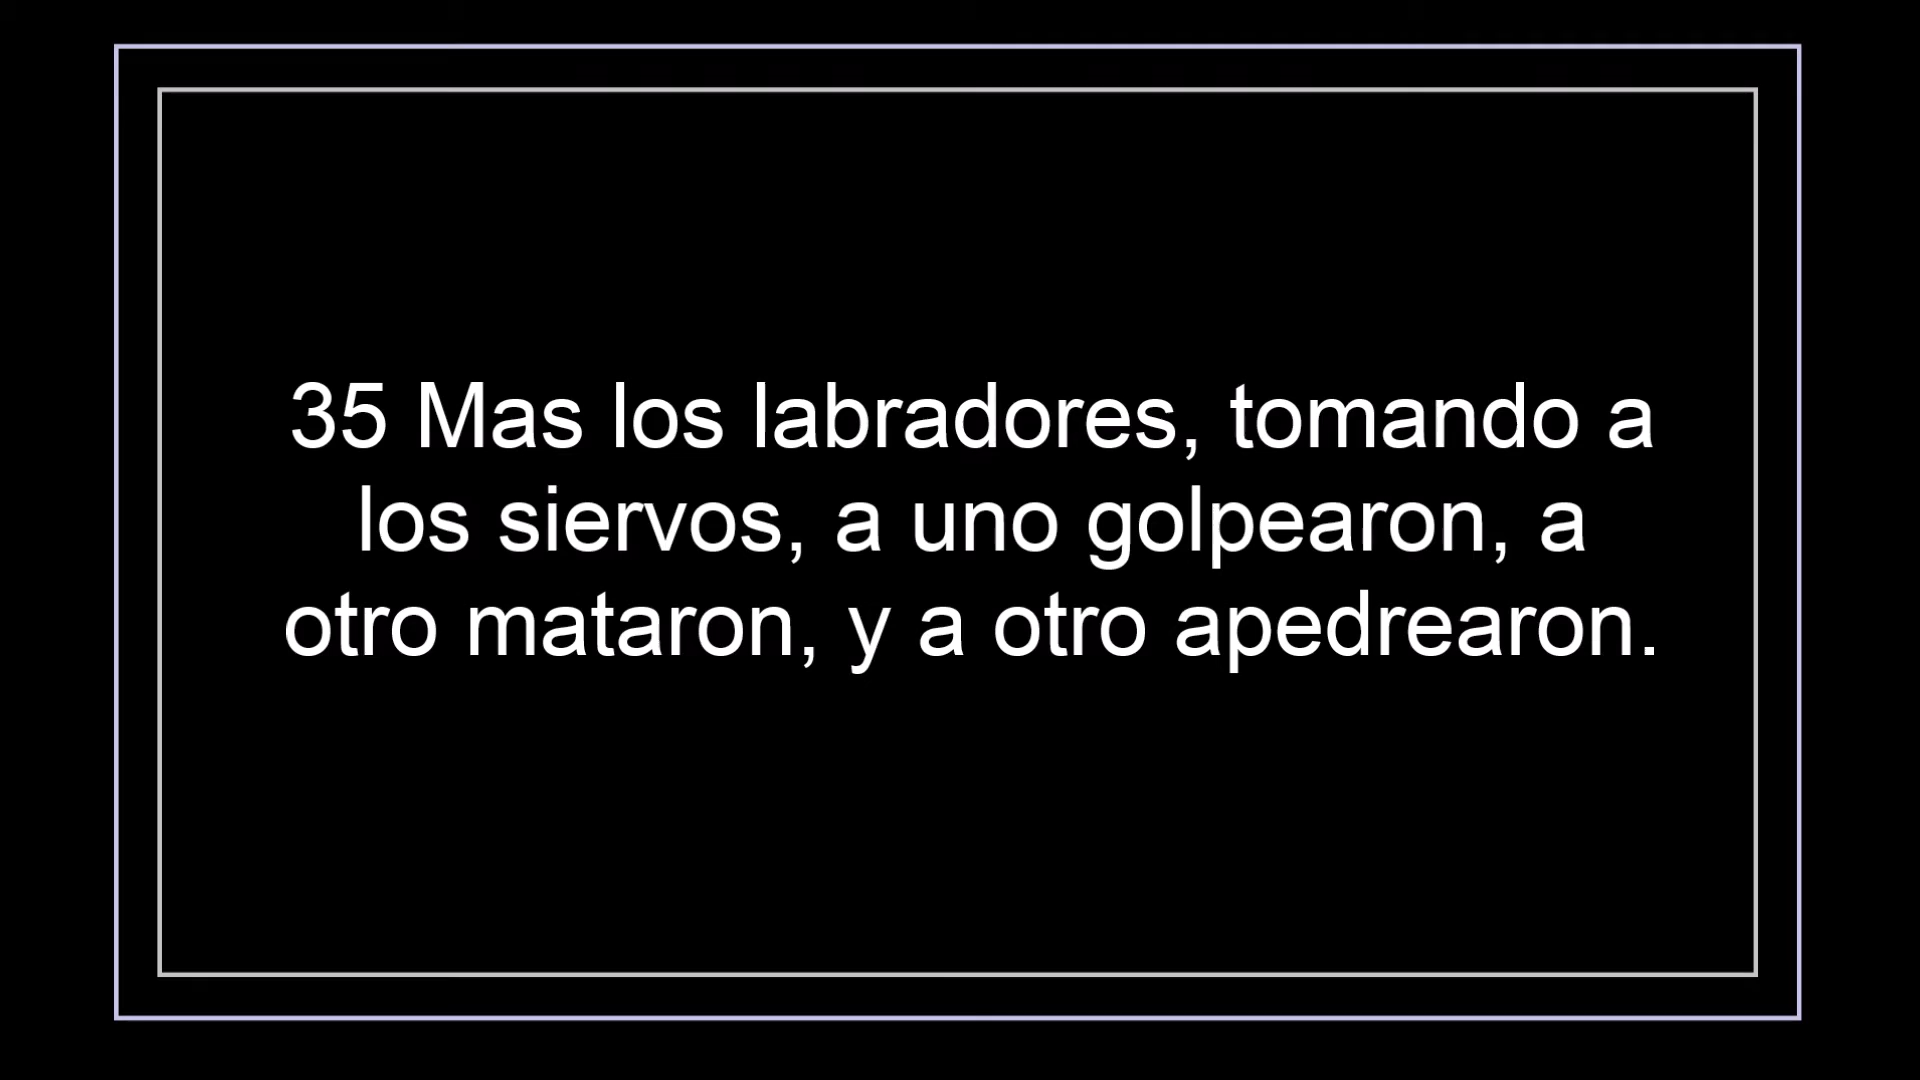 35 Mas los labradores, tomando a
los siervos, a uno golpearon, a
otro mataron, y a otro apedrearon.